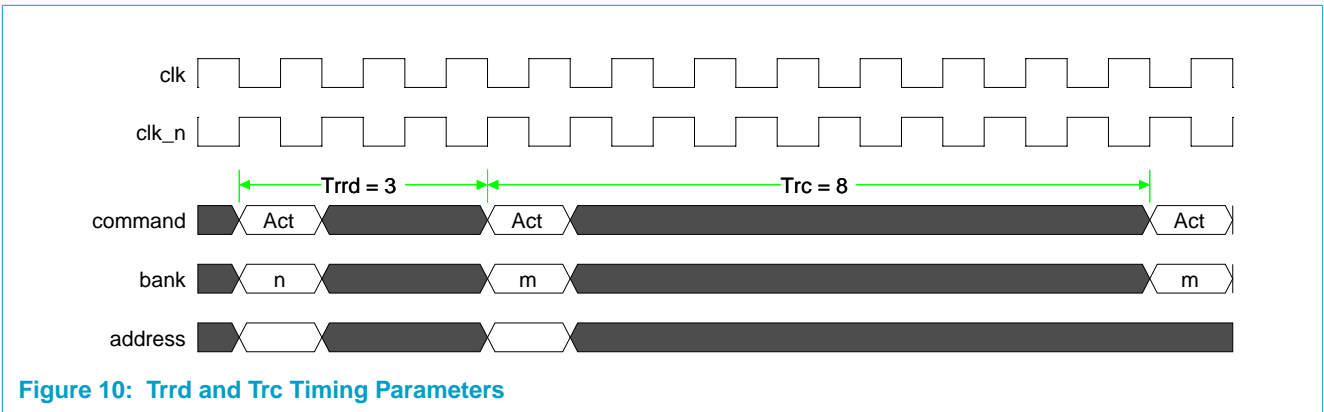 clk
clk_n
Trrd = 3 Trc = 8
command Act Act Act
bank n m m
address
Figure 10: Trrd and Trc Timing Parameters